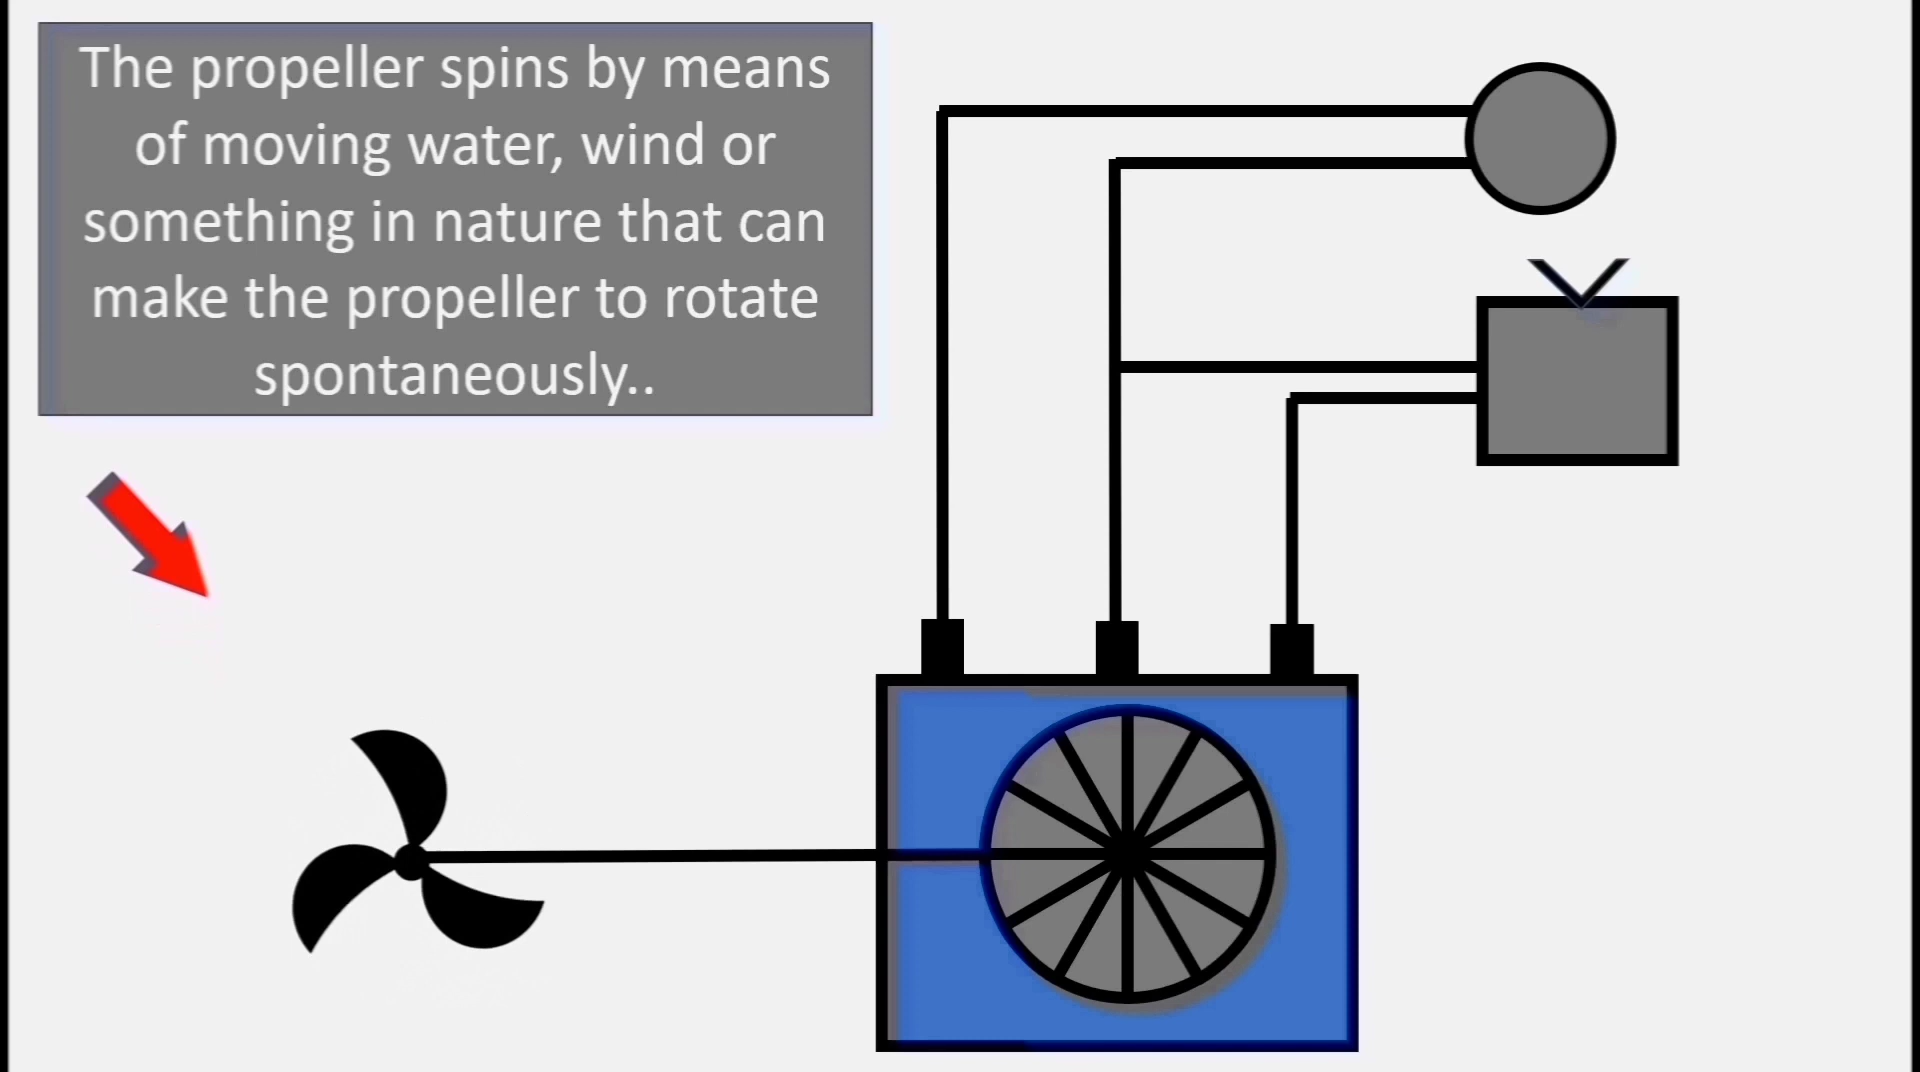 The propeller spins by means
of moving water, wind or
something in nature that can
make the propeller to rotate
spontaneously..